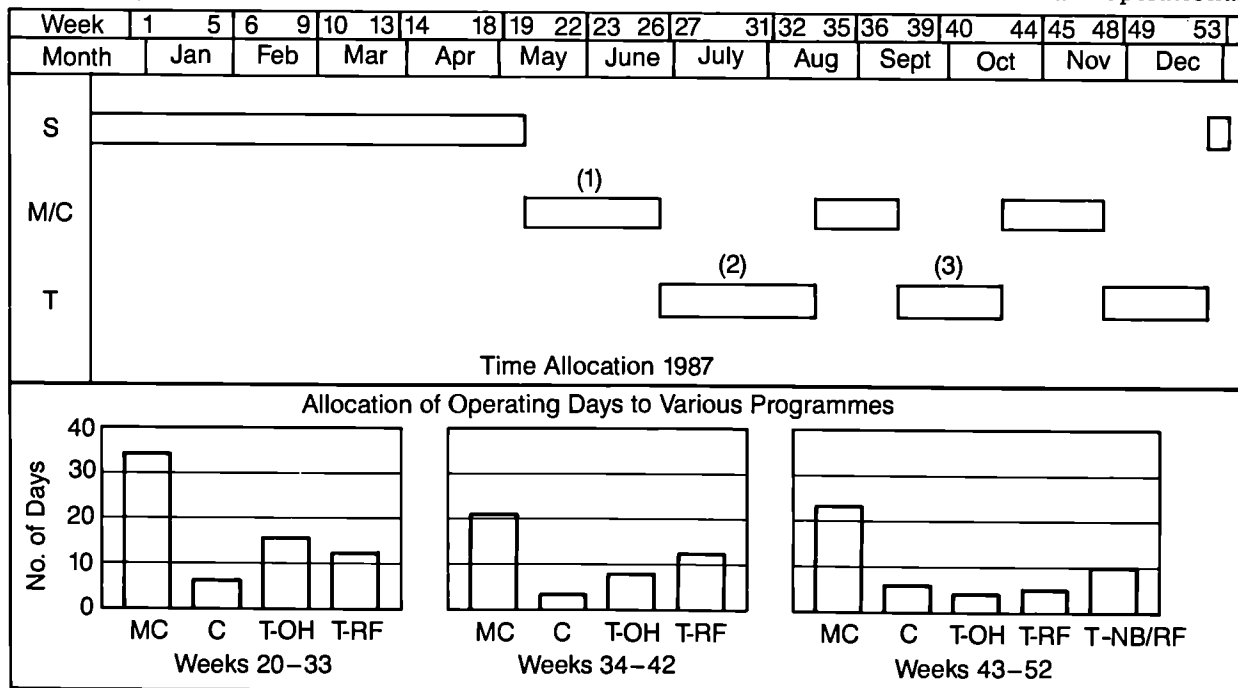 operational
Week 1 5 6 9 10 13 14 18 19 22 23 26 27 31 32 35 36 39 40 44 45 48 49 53
Month Jan Feb Mar Apr May June July Aug Sept Oct Nov Dec
S
(1)
M/C
(2) (3)
T
Time Allocation 1987
Allocation of Operating Days to Various Programmes
No. of Days
40
30
20
10
0
MC C T-OH T-RF MC C T-OH T-RF MC C T-OH T-RF T-NB/RF
Weeks 20–33 Weeks 34–42 Weeks 43–52